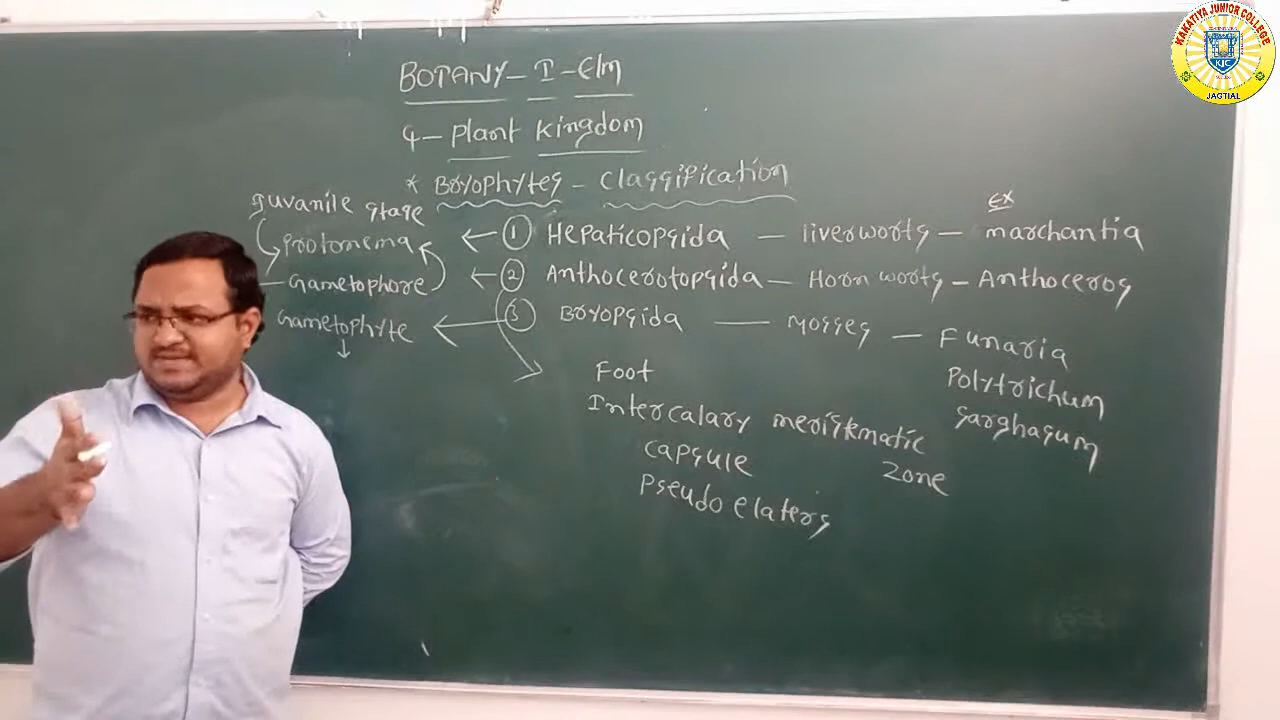 KAKATIYA JUNIOR COLLEGE
KJC
JAGTIAL
BOTANY - I - E/m
4 - Plant Kingdom
* Bryophytes - Classification
Ex
Juvanile stage
Protonema ← ① Hepaticopsida - liverworts - marchantia
Gametophore ← ② Anthocerotopsida - Horn worts - Anthoceros
Gametophyte ← ③ Bryopsida - Mosses - Funaria
Polytrichum
Sarghasum
Foot
Intercalary meristematic
zone
Capsule
Pseudo elaters